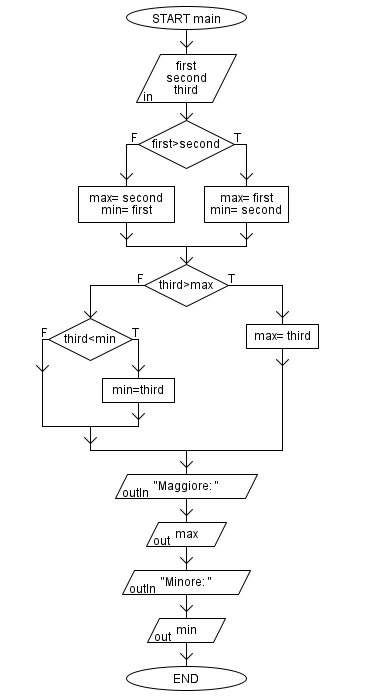 START main
first
second
third
in
F
T
first>second
max= second
min= first
max= first
min= second
F
T
third>max
F
T
third<min
max= third
min=third
"Maggiore: "
outln
max
out
"Minore: "
outln
min
out
END